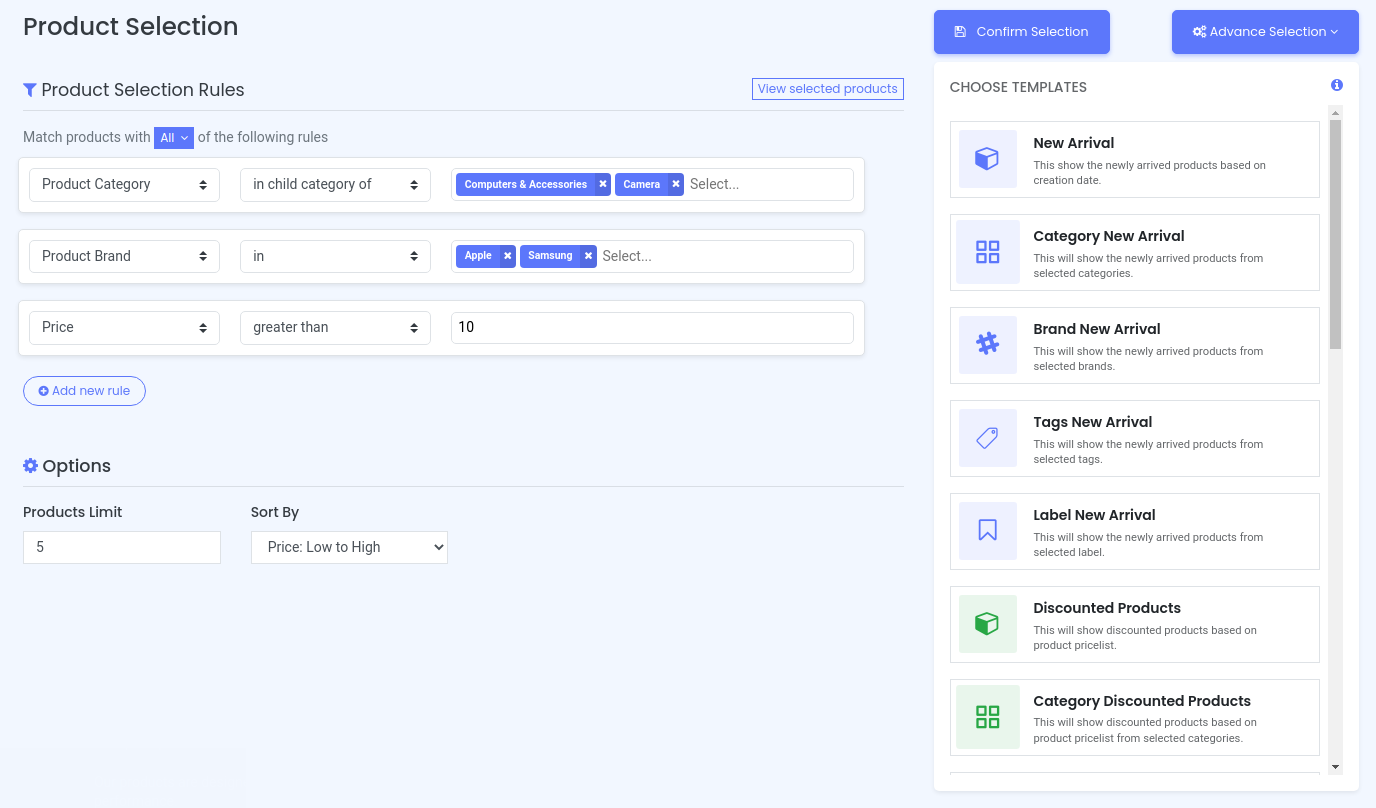 Product Selection
Confirm Selection
Advance Selection
Product Selection Rules
View selected products
Match products with All of the following rules
Product Category in child category of Computers & Accessories × Camera × Select...
Product Brand in Apple × Samsung × Select...
Price greater than 10
Add new rule
Options
Products Limit Sort By
5 Price: Low to High
CHOOSE TEMPLATES
New Arrival
This show the newly arrived products based on
creation date.
Category New Arrival
This will show the newly arrived products from
selected categories.
Brand New Arrival
This will show the newly arrived products from
selected brands.
Tags New Arrival
This will show the newly arrived products from
selected tags.
Label New Arrival
This will show the newly arrived products from
selected label.
Discounted Products
This will show discounted products based on
product pricelist.
Category Discounted Products
This will show discounted products based on
product pricelist from selected categories.